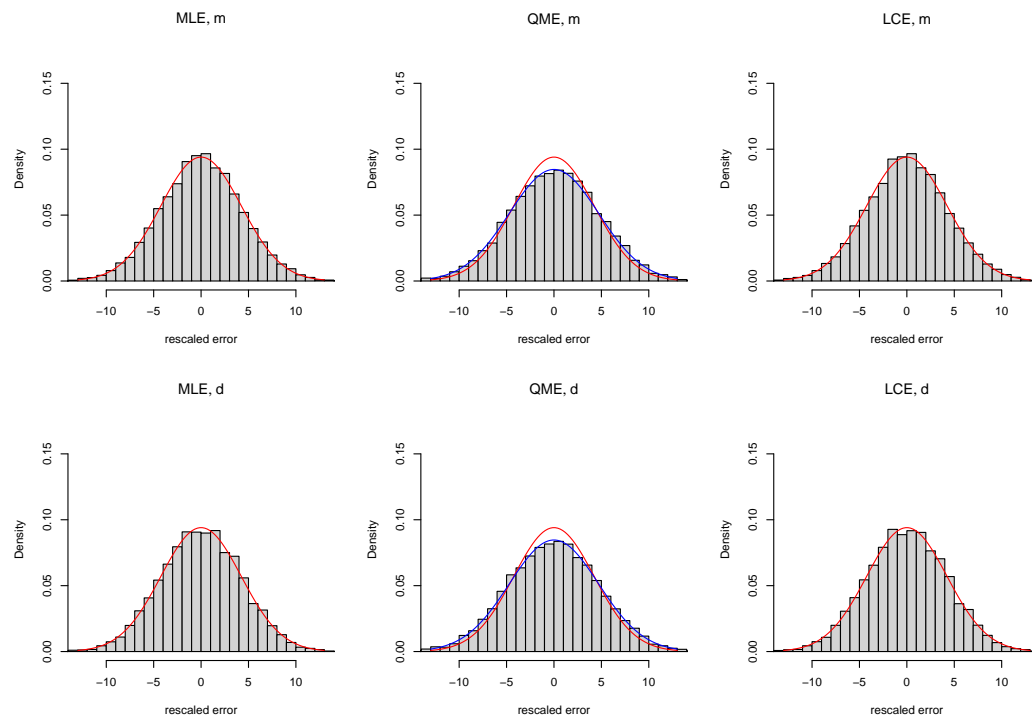 MLE, m
Density
0.00 0.05 0.10 0.15
−10 −5 0 5 10
rescaled error
QME, m
Density
0.00 0.05 0.10 0.15
−10 −5 0 5 10
rescaled error
LCE, m
Density
0.00 0.05 0.10 0.15
−10 −5 0 5 10
rescaled error
MLE, d
Density
0.00 0.05 0.10 0.15
−10 −5 0 5 10
rescaled error
QME, d
Density
0.00 0.05 0.10 0.15
−10 −5 0 5 10
rescaled error
LCE, d
Density
0.00 0.05 0.10 0.15
−10 −5 0 5 10
rescaled error